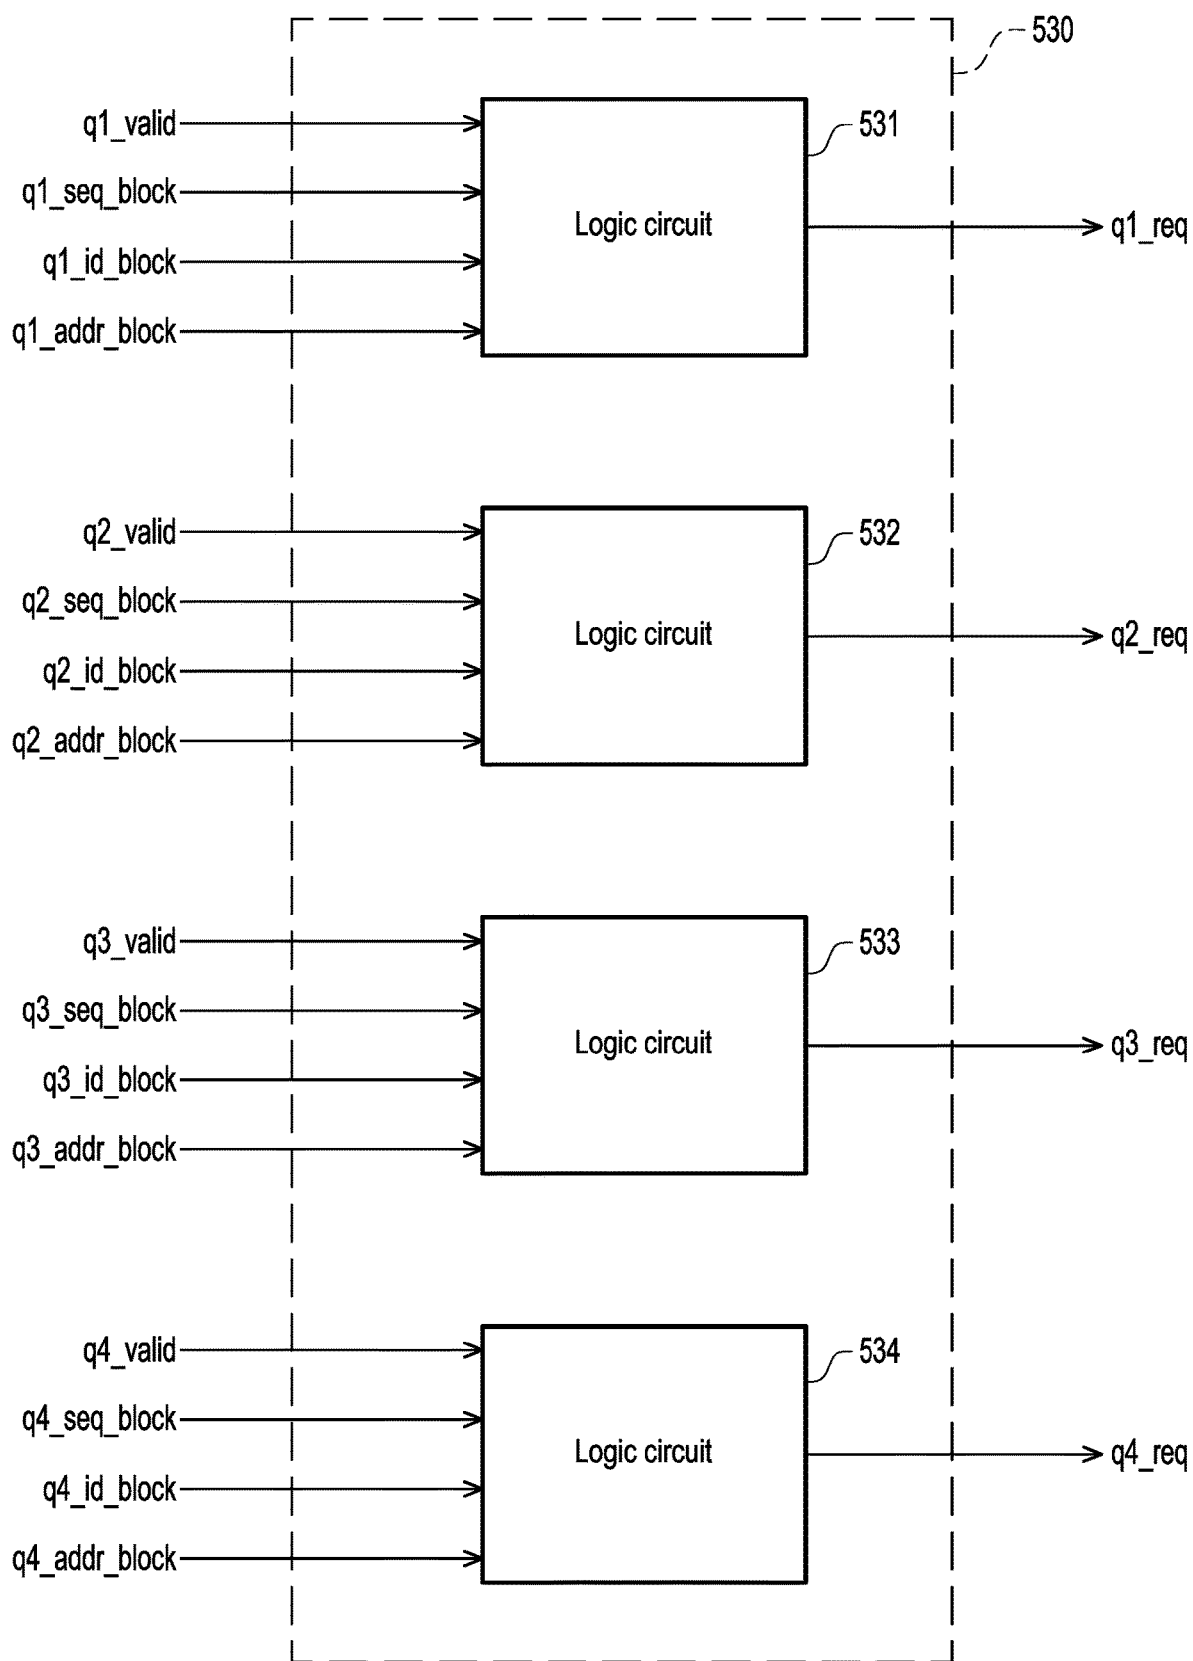 530
q1_valid
531
q1_seq_block
Logic circuit
q1_req
q1_id_block
q1_addr_block
q2_valid
532
q2_seq_block
Logic circuit
q2_req
q2_id_block
q2_addr_block
q3_valid
533
q3_seq_block
Logic circuit
q3_req
q3_id_block
q3_addr_block
q4_valid
534
q4_seq_block
Logic circuit
q4_req
q4_id_block
q4_addr_block